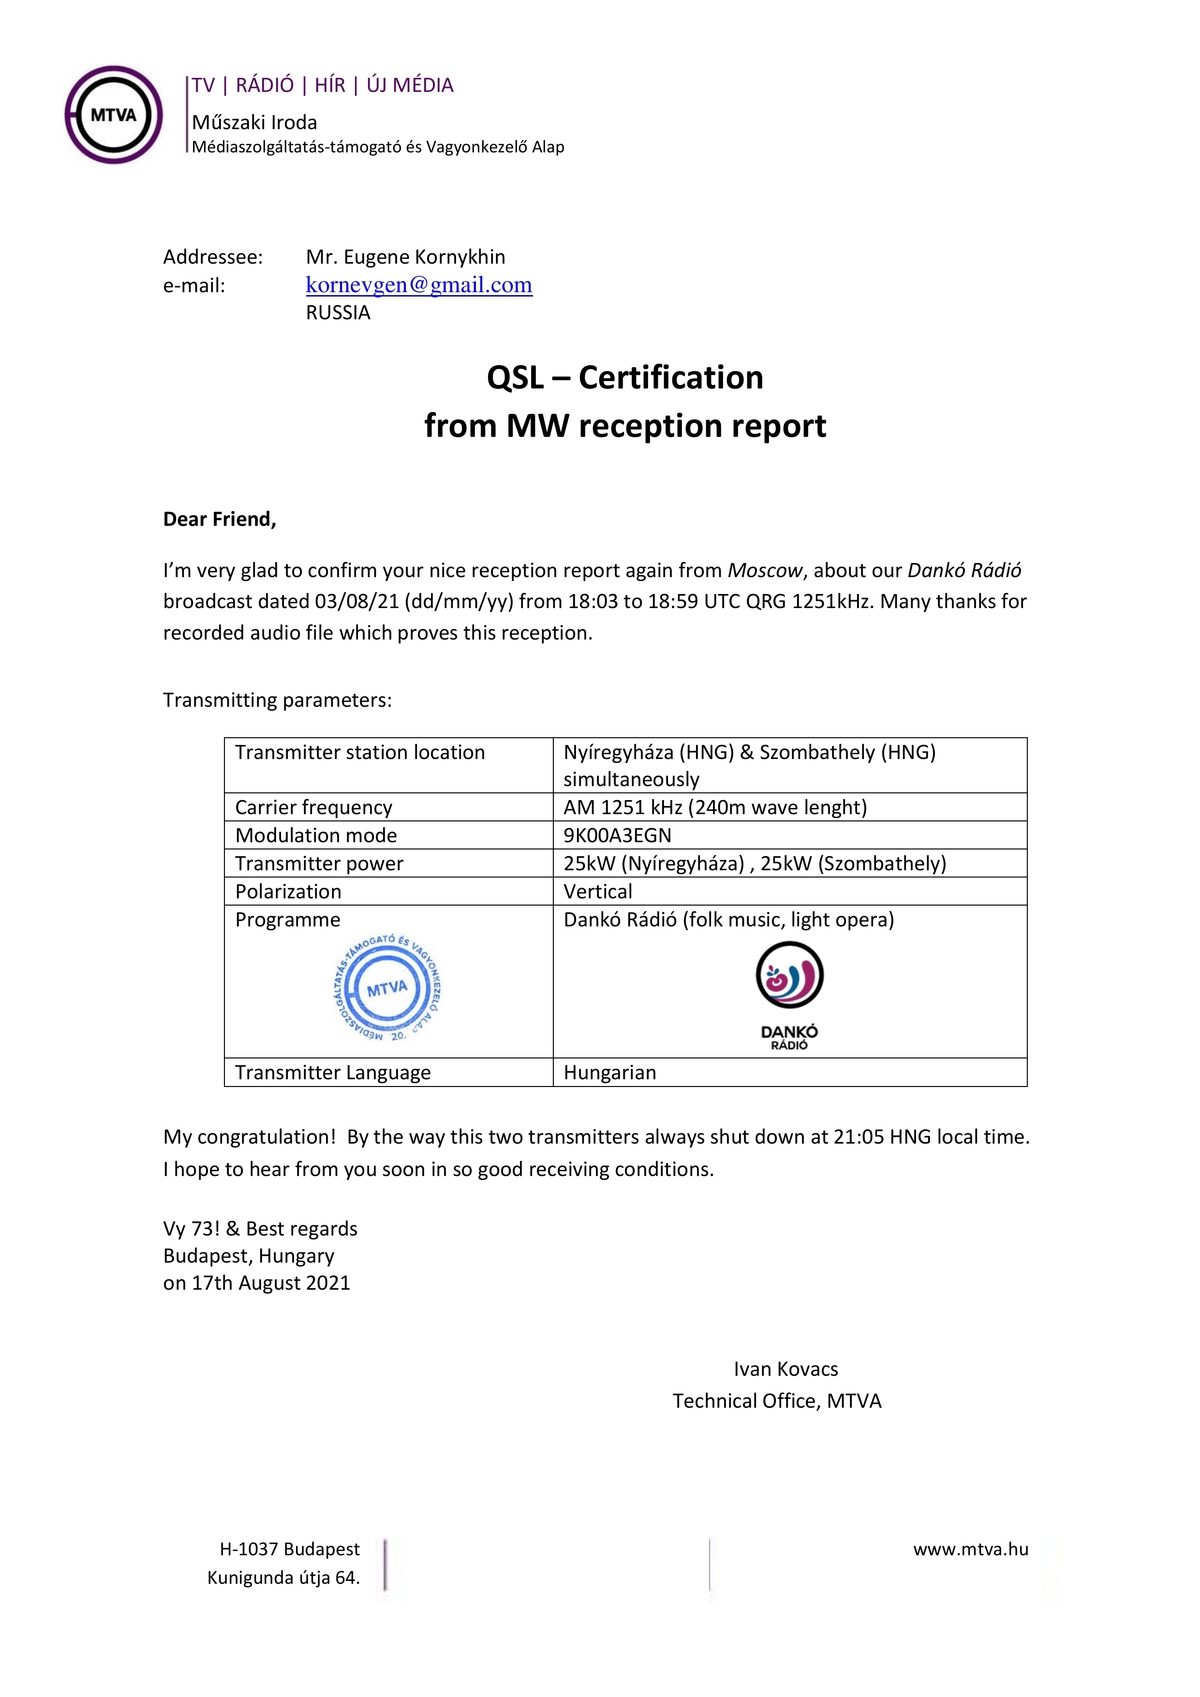 MTVA
TV | RÁDIÓ | HÍR | ÚJ MÉDIA
Műszaki Iroda
Médiaszolgáltatás-támogató és Vagyonkezelő Alap
Addressee: Mr. Eugene Kornykhin
e-mail: kornevgen@gmail.com
RUSSIA
QSL – Certification
from MW reception report
Dear Friend,
I’m very glad to confirm your nice reception report again from Moscow, about our Dankó Rádió
broadcast dated 03/08/21 (dd/mm/yy) from 18:03 to 18:59 UTC QRG 1251kHz. Many thanks for
recorded audio file which proves this reception.
Transmitting parameters:
Transmitter station location Nyíregyháza (HNG) & Szombathely (HNG)
simultaneously
Carrier frequency AM 1251 kHz (240m wave lenght)
Modulation mode 9K00A3EGN
Transmitter power 25kW (Nyíregyháza) , 25kW (Szombathely)
Polarization Vertical
Programme Dankó Rádió (folk music, light opera)
MÉDIASZOLGÁLTATÁS-TÁMOGATÓ ÉS VAGYONKEZELŐ ALAP
MTVA
20.
DANKÓ
RÁDIÓ
Transmitter Language Hungarian
My congratulation!  By the way this two transmitters always shut down at 21:05 HNG local time.
I hope to hear from you soon in so good receiving conditions.
Vy 73! & Best regards
Budapest, Hungary
on 17th August 2021
Ivan Kovacs
Technical Office, MTVA
H-1037 Budapest
Kunigunda útja 64.
www.mtva.hu